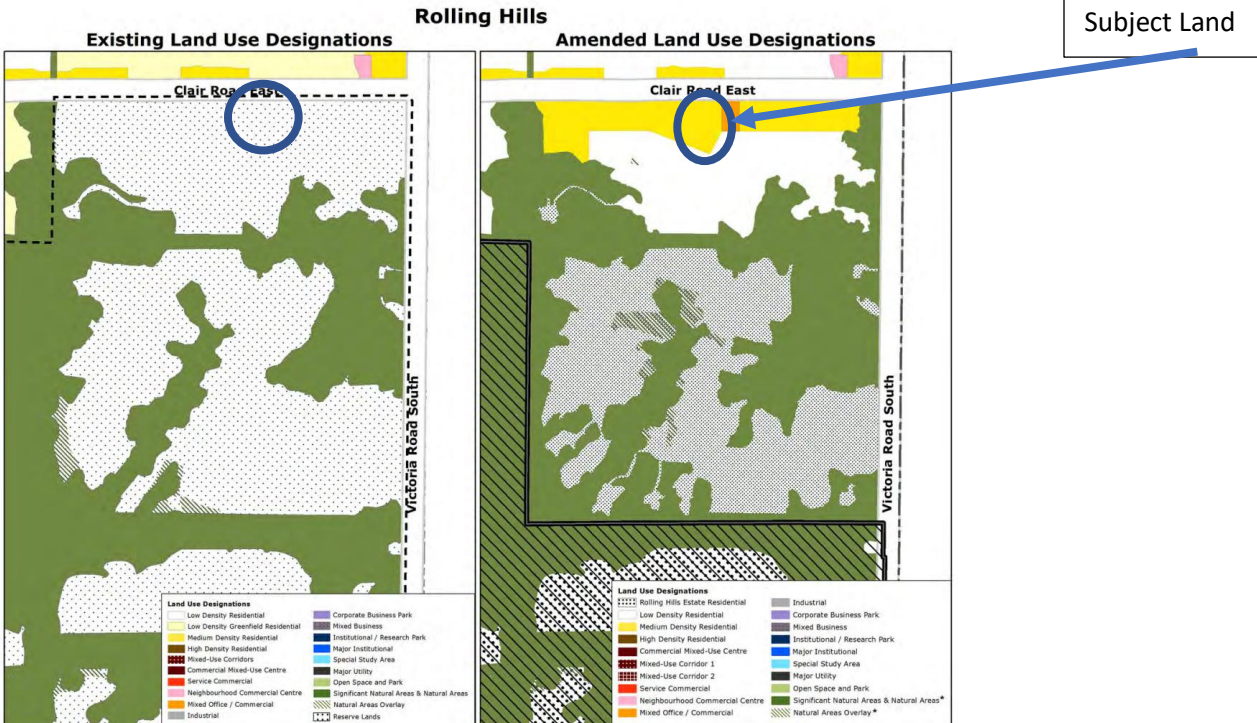 Rolling Hills
Subject Land
Existing Land Use Designations
Clair Road East
Victoria Road South
Land Use Designations
Low Density Residential
Low Density Greenfield Residential
Medium Density Residential
High Density Residential
Mixed-Use Corridors
Commercial Mixed-Use Centre
Service Commercial
Neighbourhood Commercial Centre
Mixed Office / Commercial
Industrial
Corporate Business Park
Mixed Business
Institutional / Research Park
Major Institutional
Special Study Area
Major Utility
Open Space and Park
Significant Natural Areas & Natural Areas
Natural Areas Overlay
Reserve Lands
Amended Land Use Designations
Clair Road East
Victoria Road South
Land Use Designations
Rolling Hills Estate Residential
Low Density Residential
Medium Density Residential
High Density Residential
Commercial Mixed-Use Centre
Mixed-Use Corridor 1
Mixed-Use Corridor 2
Service Commercial
Neighbourhood Commercial Centre
Mixed Office / Commercial
Industrial
Corporate Business Park
Mixed Business
Institutional / Research Park
Major Institutional
Special Study Area
Major Utility
Open Space and Park
Significant Natural Areas & Natural Areas*
Natural Areas Overlay*